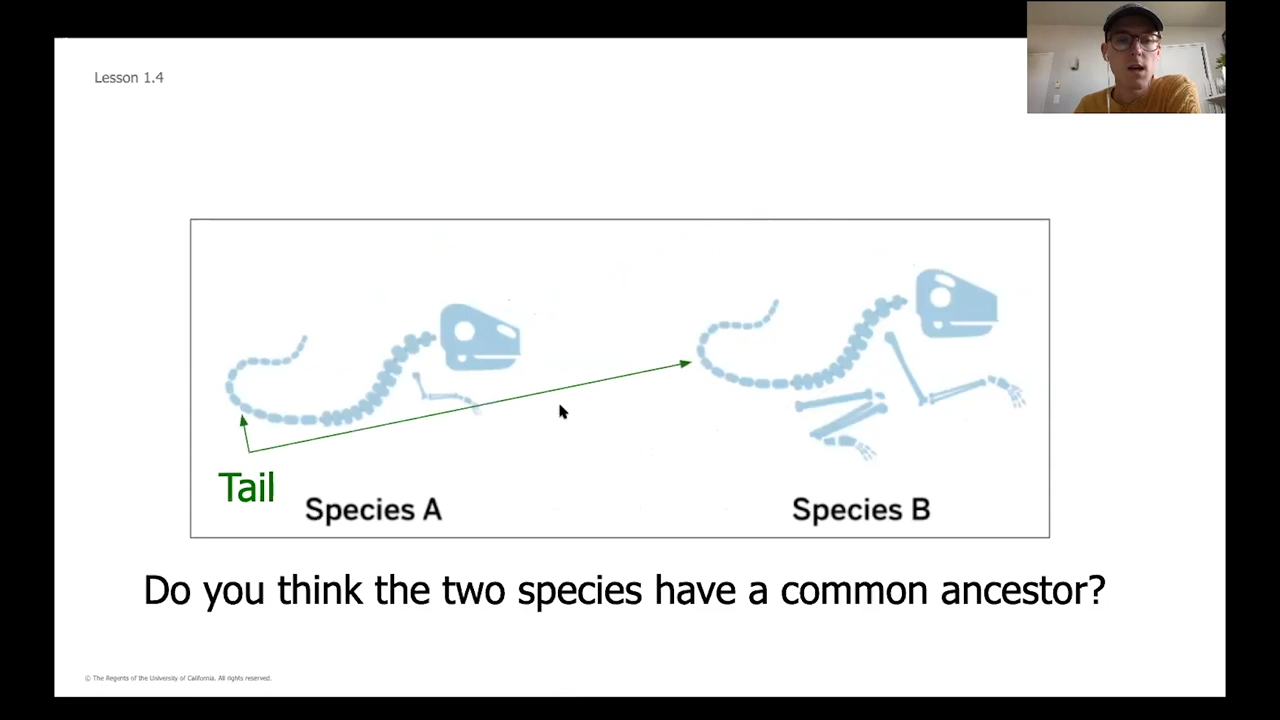 Lesson 1.4
Tail
Species A
Species B
Do you think the two species have a common ancestor?
© The Regents of the University of California. All rights reserved.